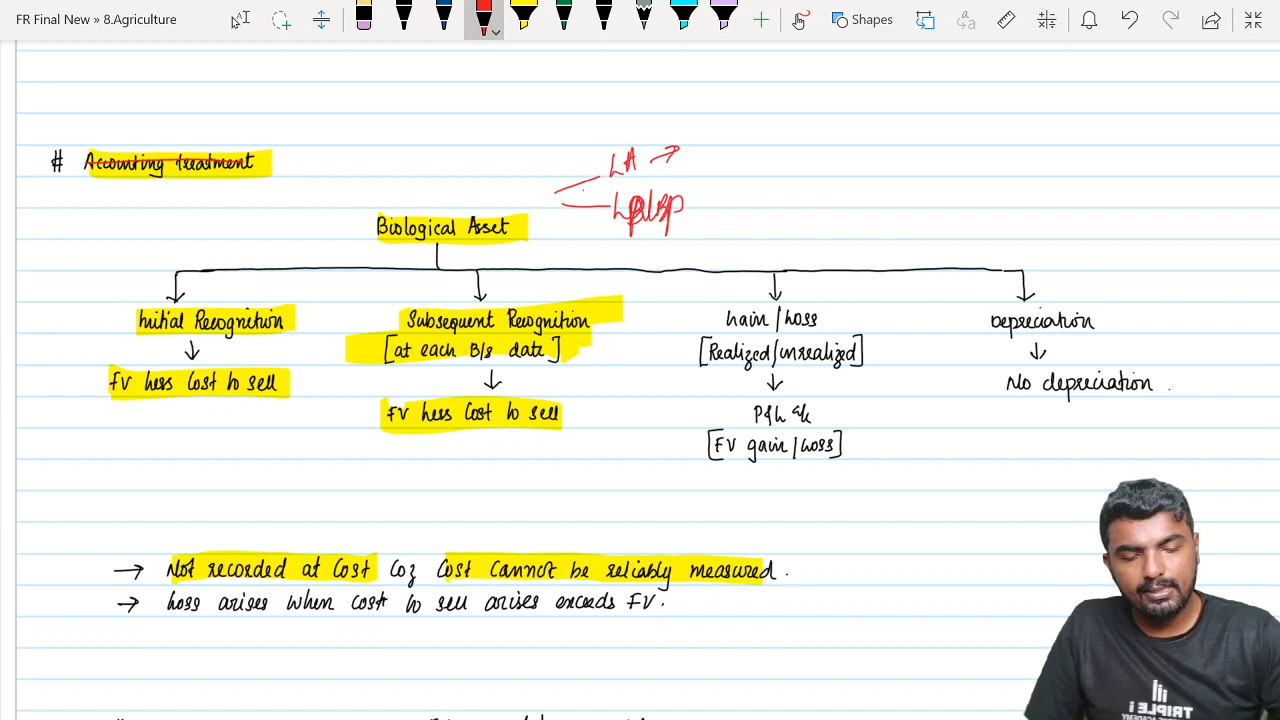 FR Final New » 8.Agriculture
Shapes
# Accounting treatment
LA →
Biological Asset
Initial Recognition
Subsequent Recognition
[at each B/s date]
Gain/Loss
[Realized/unrealized]
Depreciation
FV Less Cost to sell
FV Less Cost to sell
P&L a/c
[FV gain/Loss]
No depreciation.
→ Not recorded at Cost Coz Cost Cannot be reliably measured.
→ Loss arises when Cost to sell arises exceeds FV.
TRIPLE i